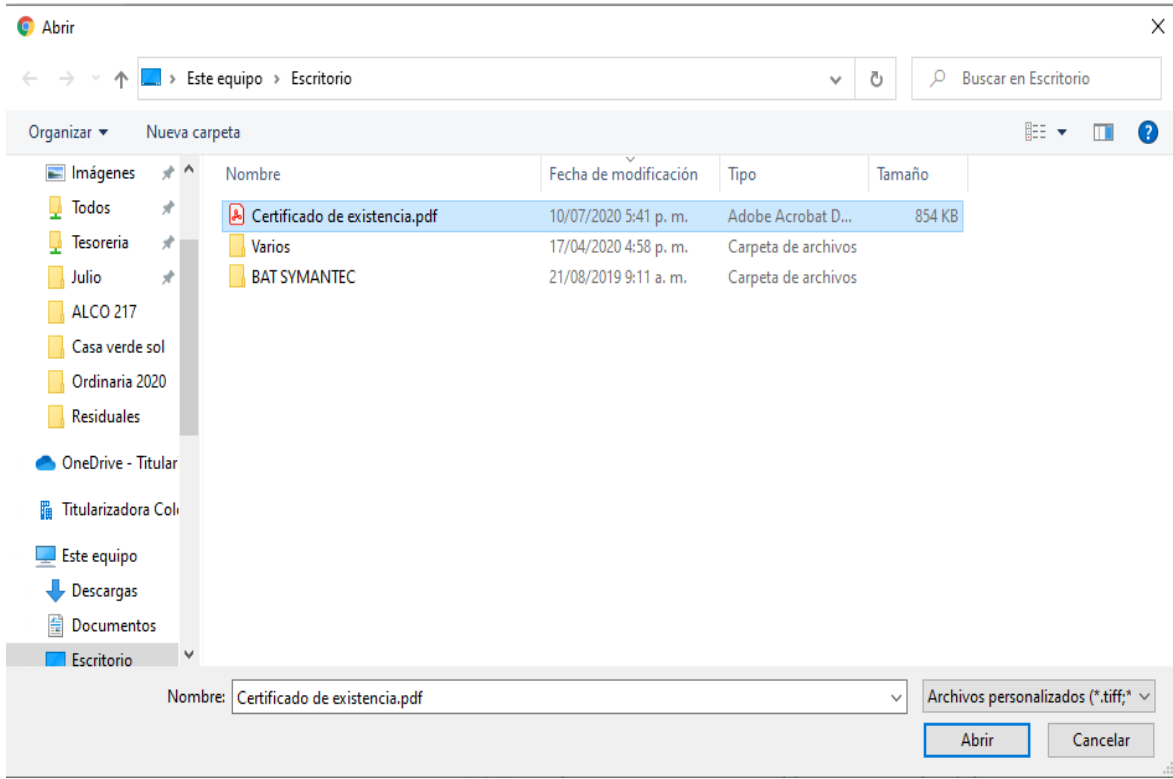 Abrir
Este equipo > Escritorio
Buscar en Escritorio
Organizar
Nueva carpeta
?
Imágenes
Todos
Tesoreria
Julio
ALCO 217
Casa verde sol
Ordinaria 2020
Residuales
OneDrive - Titular
Titularizadora Col
Este equipo
Descargas
Documentos
Escritorio
Nombre Fecha de modificación Tipo Tamaño
Certificado de existencia.pdf 10/07/2020 5:41 p. m. Adobe Acrobat D... 854 KB
Varios 17/04/2020 4:58 p. m. Carpeta de archivos
BAT SYMANTEC 21/08/2019 9:11 a. m. Carpeta de archivos
Nombre: Certificado de existencia.pdf
Archivos personalizados (*.tiff;*
Abrir
Cancelar